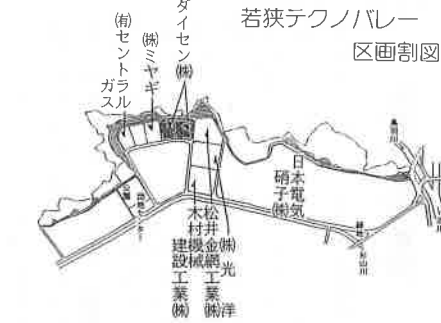 若狭テクノバレー
区画割図
ダイセン㈱
㈱ミヤギ
㈲セントラル
ガス
日本電気
硝子㈱
㈱光洋
松井金網工業㈱
木村機械
建設工業㈱